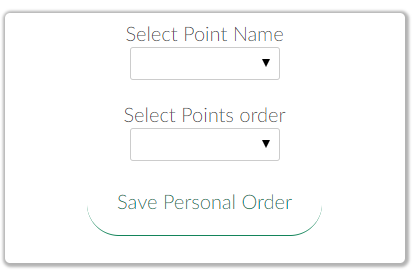 Select Point Name
Select Points order
Save Personal Order